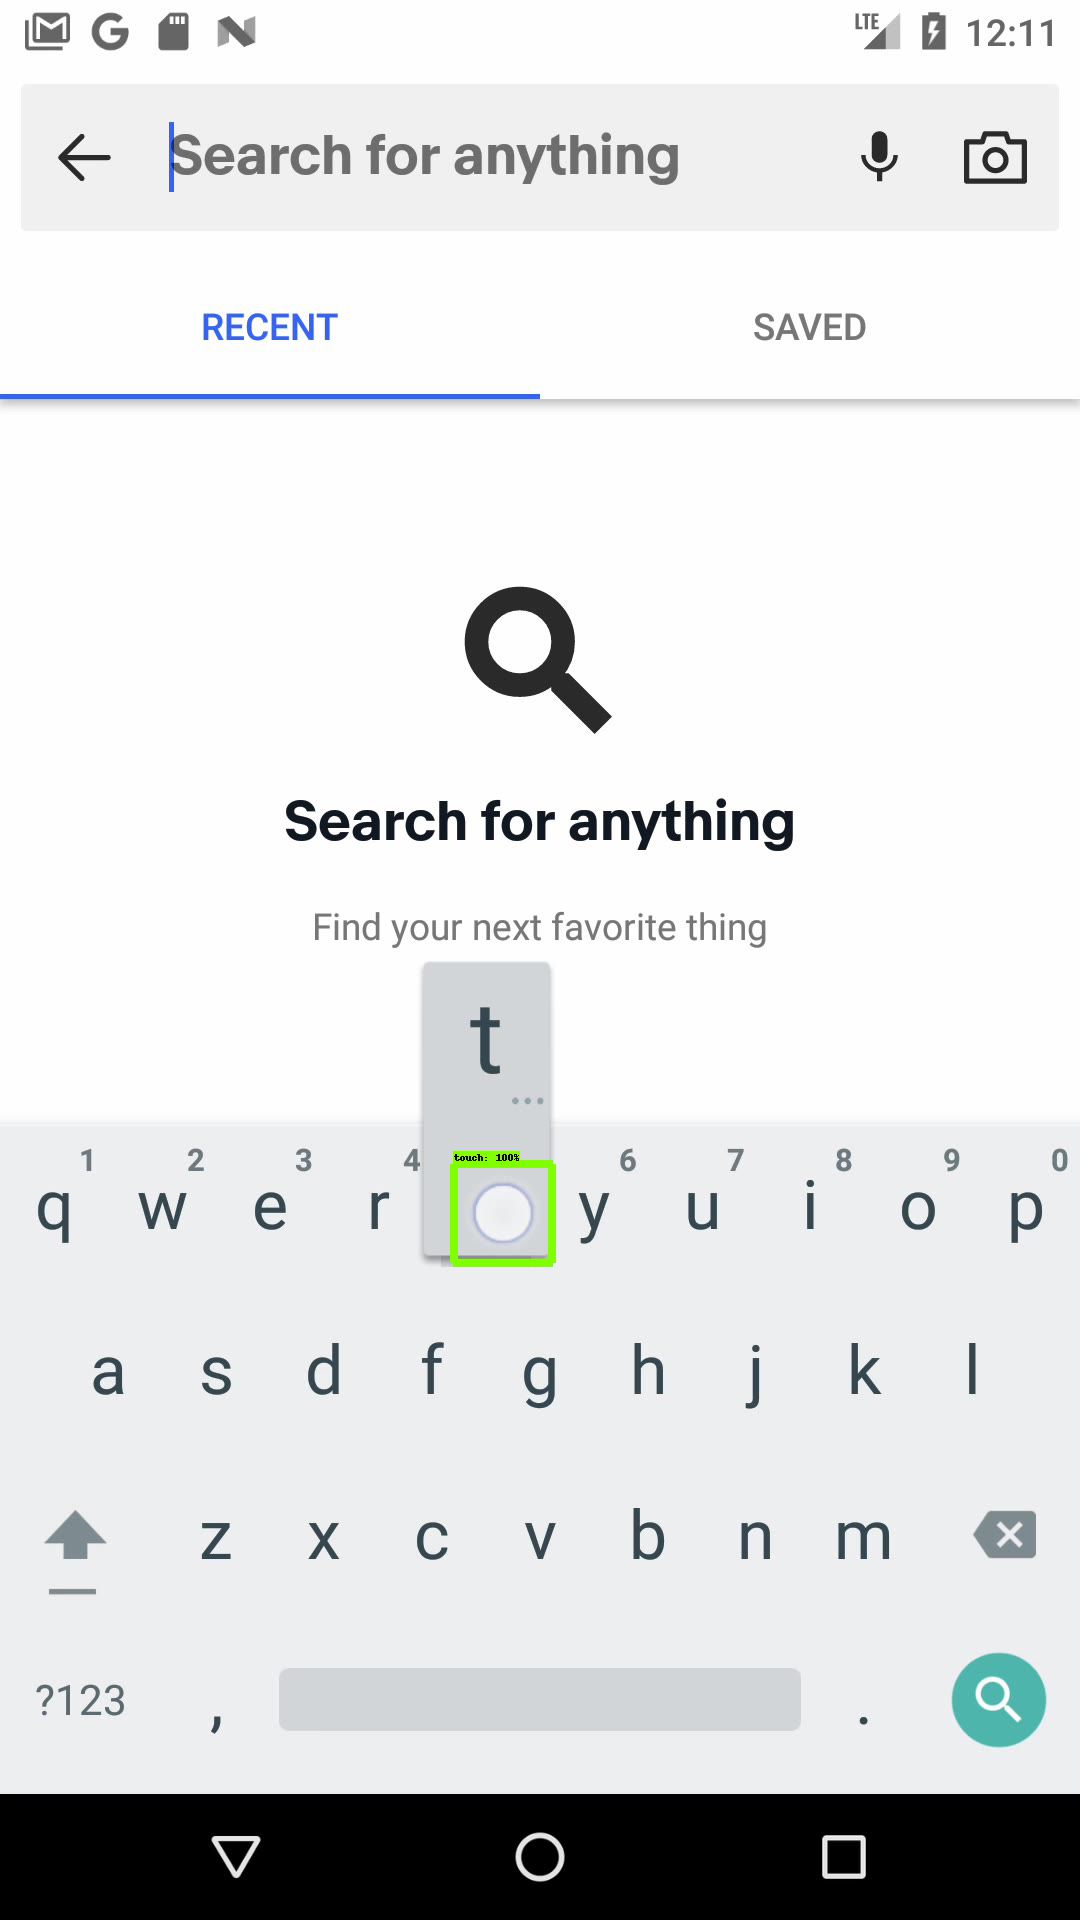 LTE 12:11
Search for anything
RECENT SAVED
Search for anything
Find your next favorite thing
t
...
touch: 100%
1 2 3 4 6 7 8 9 0
q w e r y u i o p
a s d f g h j k l
z x c v b n m
?123 , .